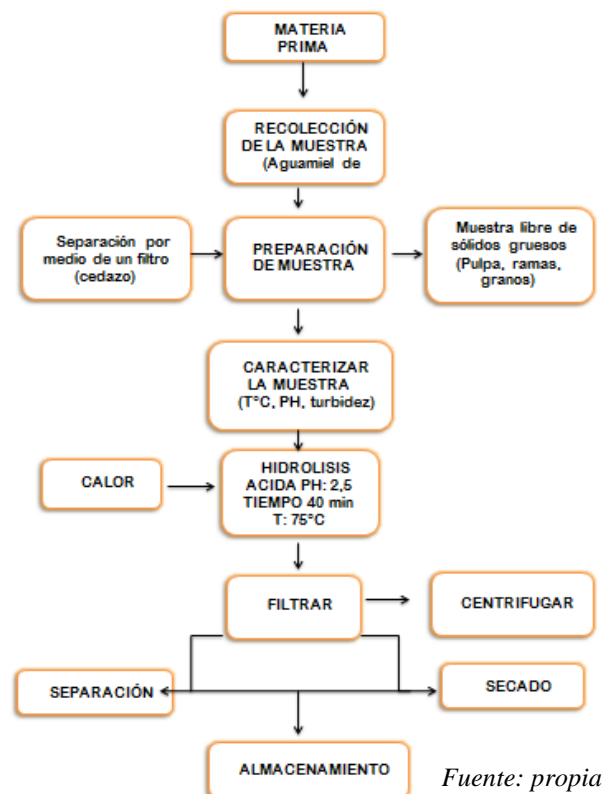 MATERIA
PRIMA
RECOLECCIÓN
DE LA MUESTRA
(Aguamiel de
Separación por
medio de un filtro
(cedazo)
PREPARACIÓN
DE MUESTRA
Muestra libre de
sólidos gruesos
(Pulpa, ramas,
granos)
CARACTERIZAR
LA MUESTRA
(T°C, PH, turbidez)
CALOR
HIDROLISIS
ACIDA PH: 2,5
TIEMPO 40 min
T: 75°C
FILTRAR
CENTRIFUGAR
SEPARACIÓN
SECADO
ALMACENAMIENTO
Fuente: propia